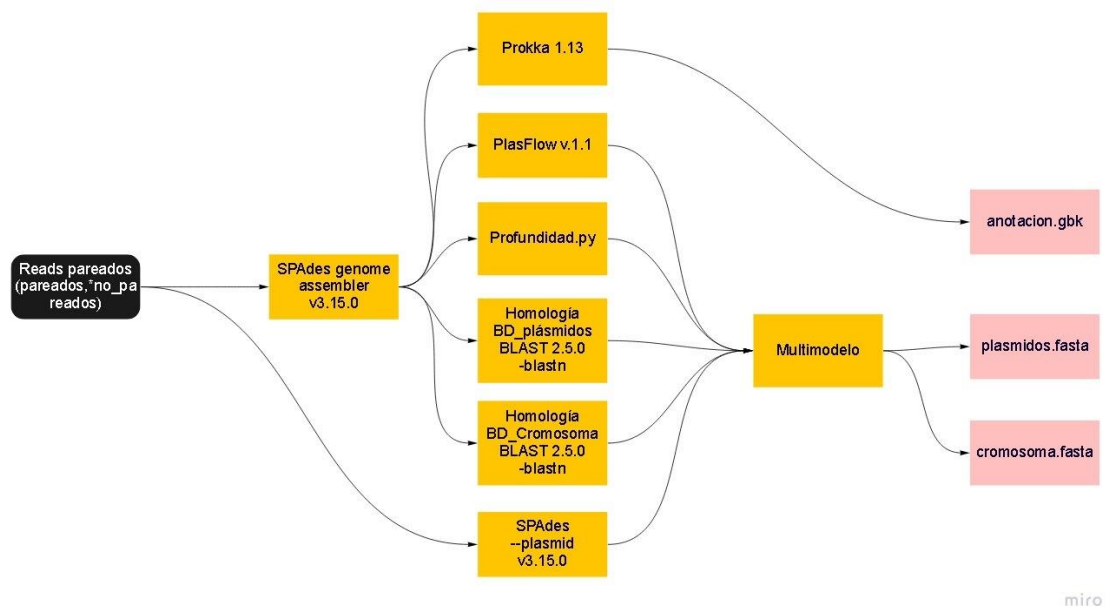 Prokka 1.13
PlasFlow v.1.1
Profundidad.py
anotacion.gbk
Reads pareados
(pareados,*no_pa
reados)
SPAdes genome
assembler
v3.15.0
Homología
BD_plásmidos
BLAST 2.5.0
-blastn
Multimodelo
plasmidos.fasta
Homología
BD_Cromosoma
BLAST 2.5.0
-blastn
cromosoma.fasta
SPAdes
--plasmid
v3.15.0
miro